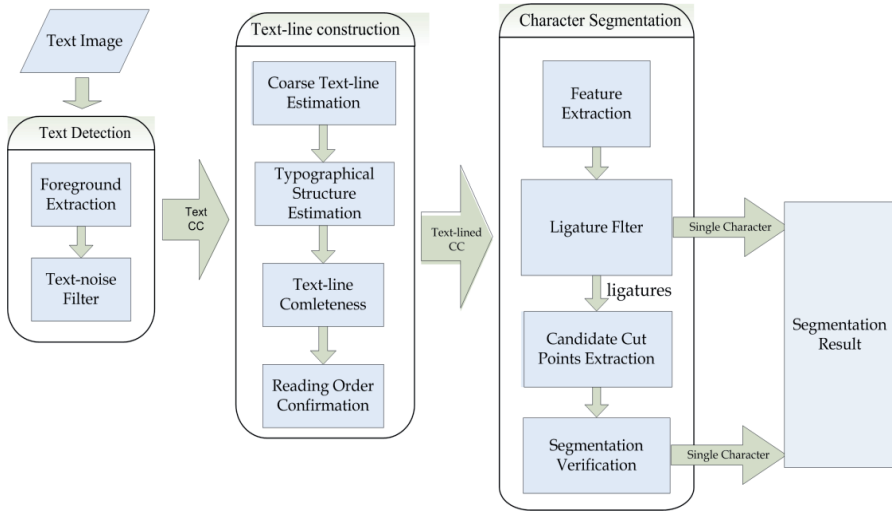 Text Image
Text Detection
Foreground
Extraction
Text-noise
Filter
Text
CC
Text-line construction
Coarse Text-line
Estimation
Typographical
Structure
Estimation
Text-line
Comleteness
Reading Order
Confirmation
Text-lined
CC
Character Segmentation
Feature
Extraction
Ligature Flter
Single Character
ligatures
Candidate Cut
Points Extraction
Segmentation
Verification
Single Character
Segmentation
Result